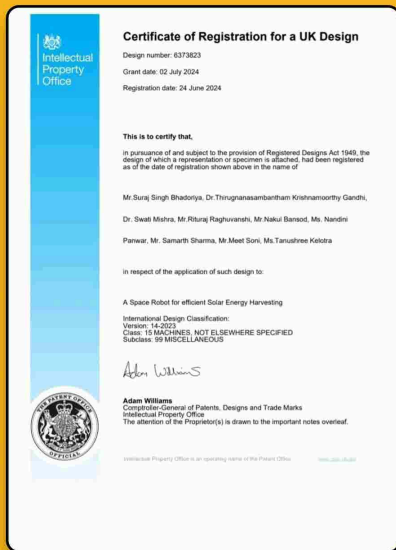 Intellectual
Property
Office
Certificate of Registration for a UK Design
Design number: 6373823
Grant date: 02 July 2024
Registration date: 24 June 2024
This is to certify that,
in pursuance of and subject to the provision of Registered Designs Act 1949, the
design of which a representation or specimen is attached, had been registered
as of the date of registration shown above in the name of
Mr.Suraj Singh Bhadoriya, Dr.Thirugnanasambantham Krishnamoorthy Gandhi,
Dr. Swati Mishra, Mr.Rituraj Raghuvanshi, Mr.Nakul Bansod, Ms. Nandini
Panwar, Mr. Samarth Sharma, Mr.Meet Soni, Ms.Tanushree Kelotra
in respect of the application of such design to:
A Space Robot for efficient Solar Energy Harvesting
International Design Classification:
Version: 14-2023
Class: 15 MACHINES, NOT ELSEWHERE SPECIFIED
Subclass: 99 MISCELLANEOUS
Adam Williams
Adam Williams
Comptroller-General of Patents, Designs and Trade Marks
Intellectual Property Office
The attention of the Proprietor(s) is drawn to the important notes overleaf.
THE PATENT OFFICE
OFFICIAL
Intellectual Property Office is an operating name of the Patent Office